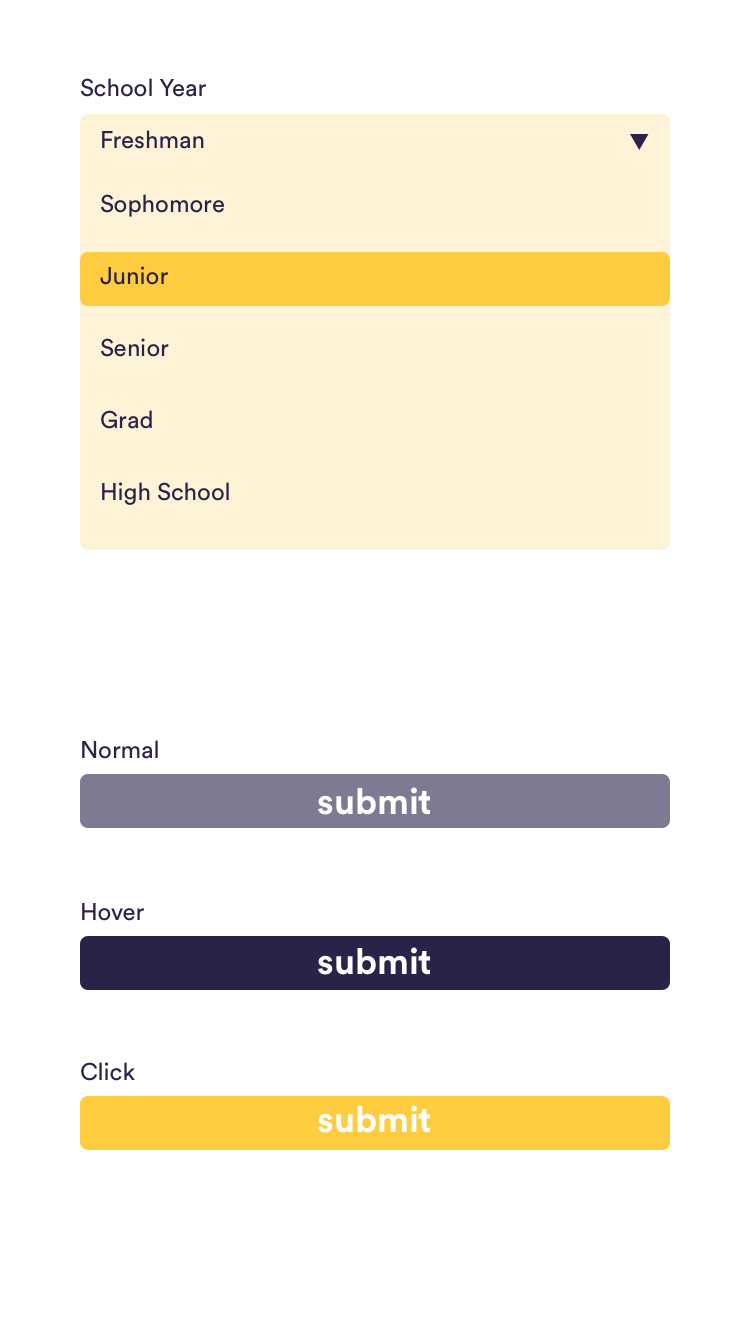 School Year
Freshman
Sophomore
Junior
Senior
Grad
High School
Normal
submit
Hover
submit
Click
submit